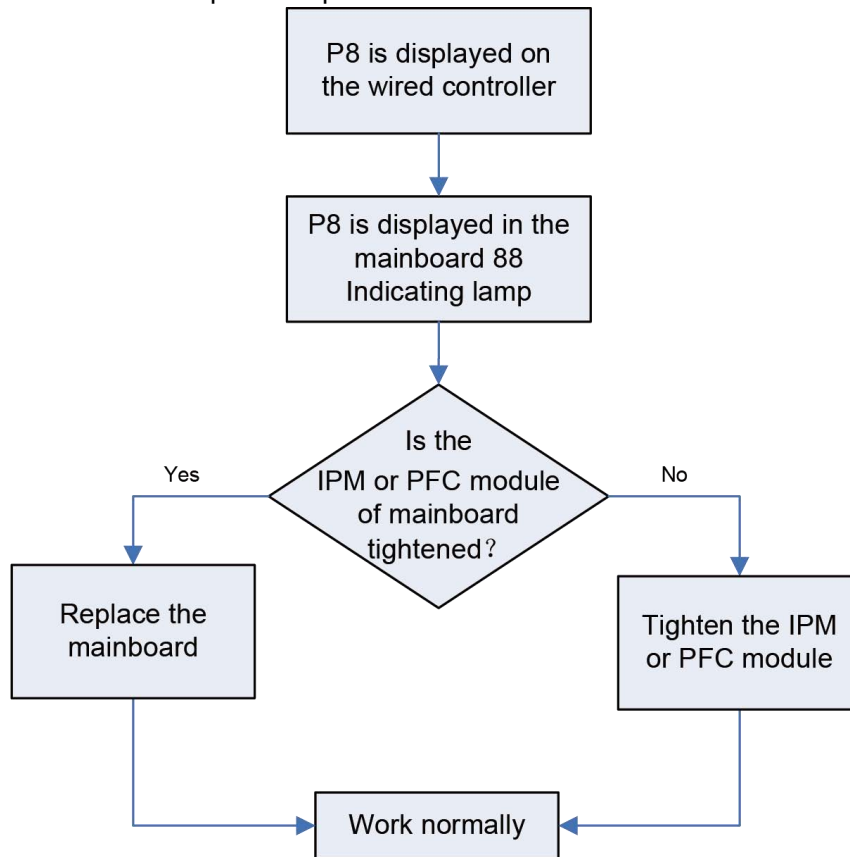 P8 is displayed on
the wired controller
P8 is displayed in the
mainboard 88
Indicating lamp
Is the
IPM or PFC module
of mainboard
tightened？
Yes
No
Replace the
mainboard
Tighten the IPM
or PFC module
Work normally